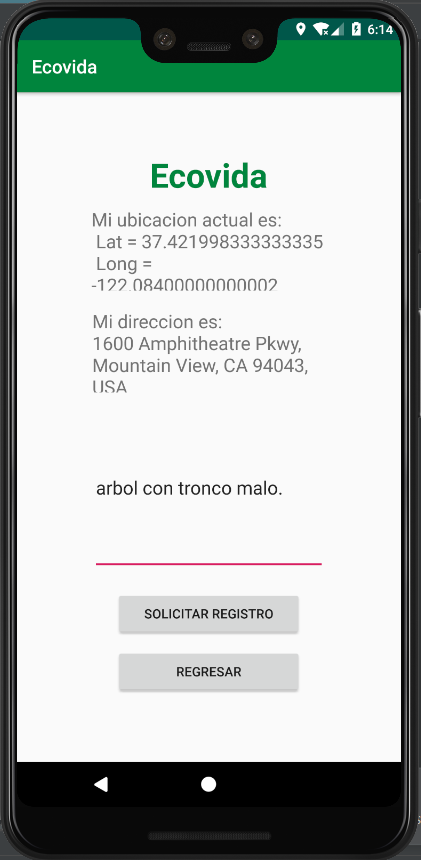 6:14
Ecovida
Ecovida
Mi ubicacion actual es:
Lat = 37.421998333333335
Long =
-122.08400000000002
Mi direccion es:
1600 Amphitheatre Pkwy,
Mountain View, CA 94043,
USA
arbol con tronco malo.
SOLICITAR REGISTRO
REGRESAR